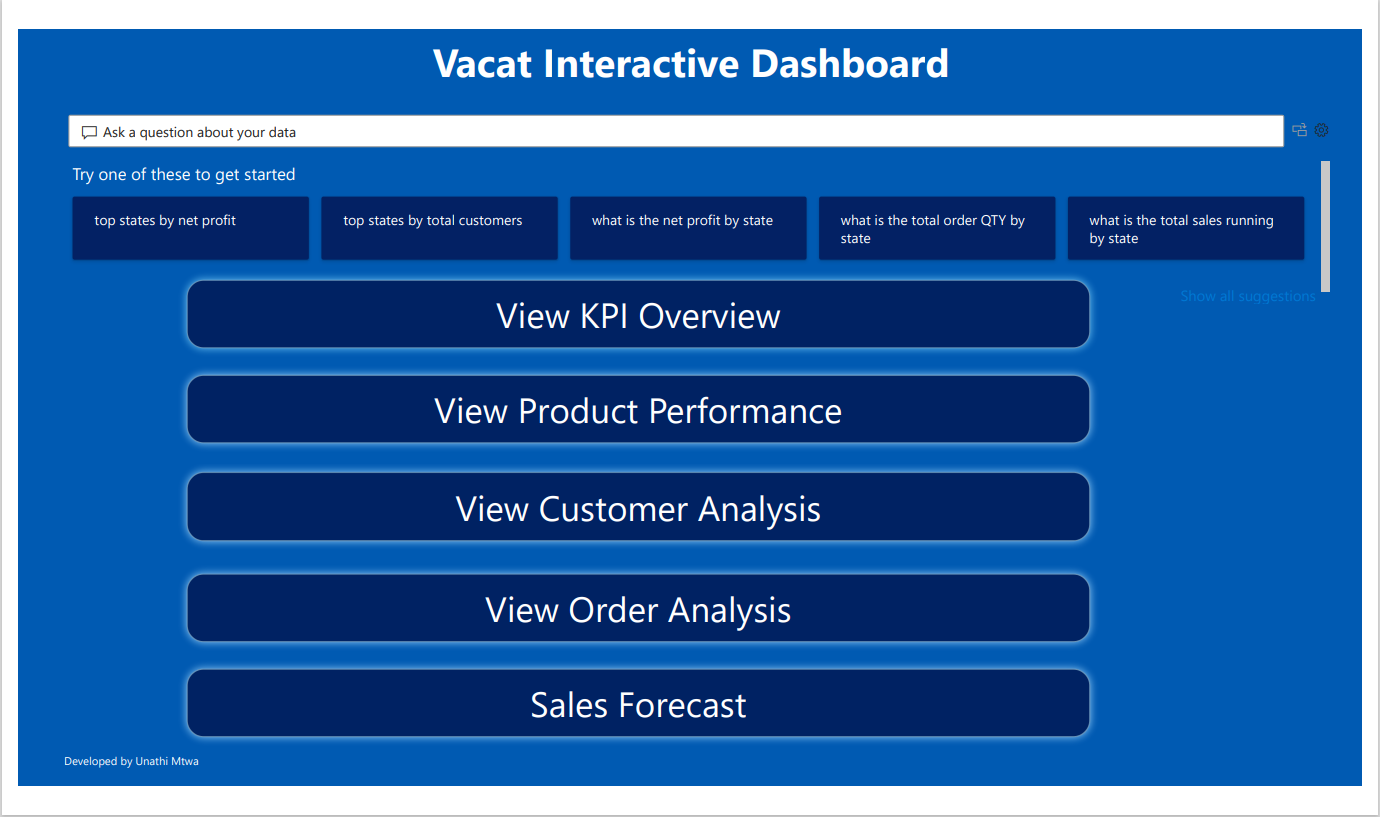 Vacat Interactive Dashboard
Ask a question about your data
Try one of these to get started
top states by net profit
top states by total customers
what is the net profit by state
what is the total order QTY by
state
what is the total sales running
by state
Show all suggestions
View KPI Overview
View Product Performance
View Customer Analysis
View Order Analysis
Sales Forecast
Developed by Unathi Mtwa